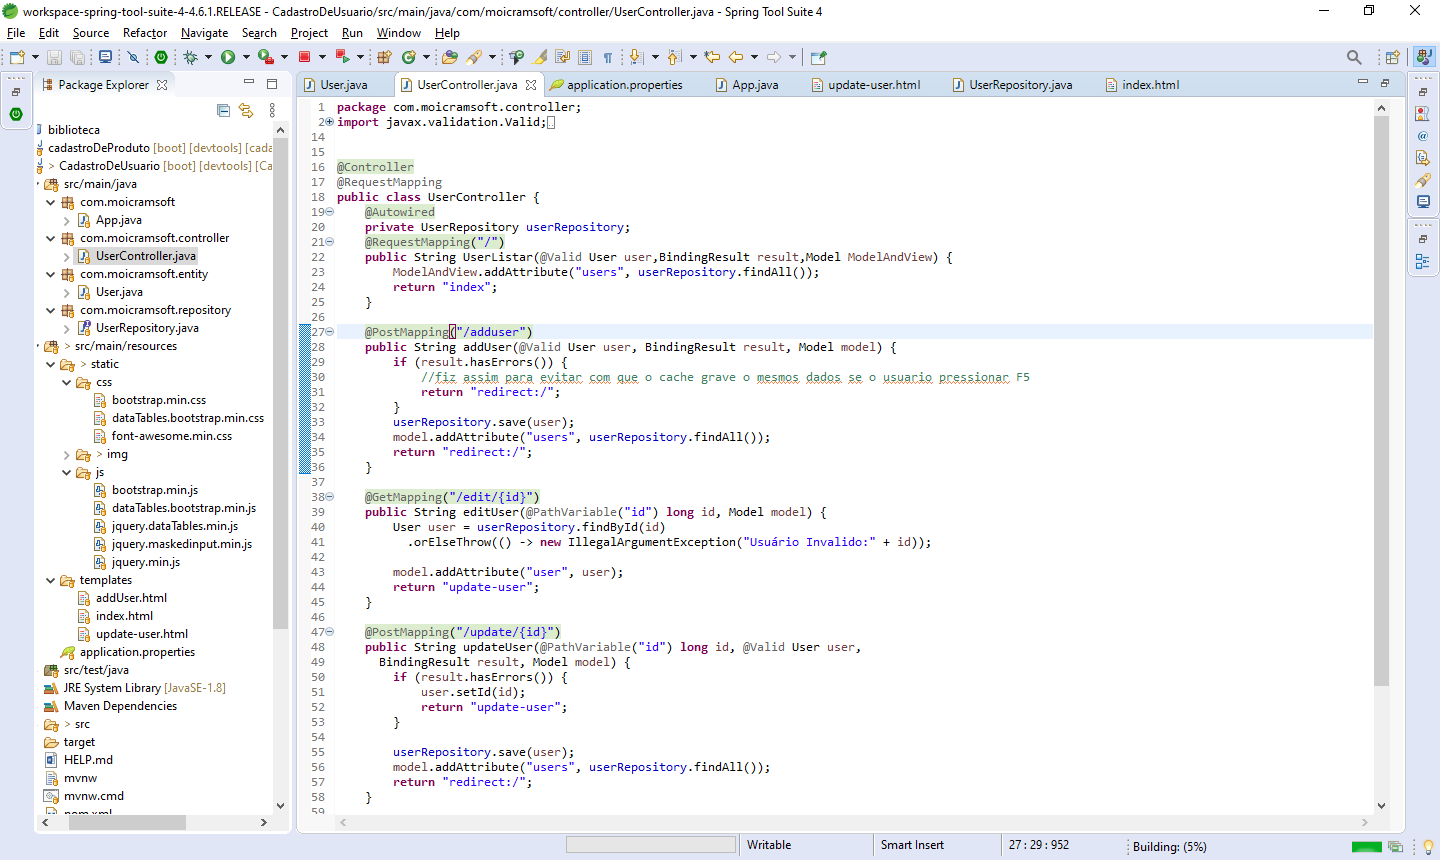 workspace-spring-tool-suite-4-4.6.1.RELEASE - CadastroDeUsuario/src/main/java/com/moicramsoft/controller/UserController.java - Spring Tool Suite 4
File Edit Source Refactor Navigate Search Project Run Window Help
Package Explorer
User.java UserController.java application.properties App.java update-user.html UserRepository.java index.html
biblioteca
cadastroDeProduto [boot] [devtools] [cada
> CadastroDeUsuario [boot] [devtools] [Ca
src/main/java
com.moicramsoft
App.java
com.moicramsoft.controller
UserController.java
com.moicramsoft.entity
User.java
com.moicramsoft.repository
UserRepository.java
> src/main/resources
> static
css
bootstrap.min.css
dataTables.bootstrap.min.css
font-awesome.min.css
> img
js
bootstrap.min.js
dataTables.bootstrap.min.js
jquery.dataTables.min.js
jquery.maskedinput.min.js
jquery.min.js
templates
addUser.html
index.html
update-user.html
application.properties
src/test/java
JRE System Library [JavaSE-1.8]
Maven Dependencies
> src
target
HELP.md
mvnw
mvnw.cmd
pom.xml
1 package com.moicramsoft.controller;
2 import javax.validation.Valid;
14
15
16 @Controller
17 @RequestMapping
18 public class UserController {
19 @Autowired
20 private UserRepository userRepository;
21 @RequestMapping("/")
22 public String UserListar(@Valid User user,BindingResult result,Model ModelAndView) {
23 ModelAndView.addAttribute("users", userRepository.findAll());
24 return "index";
25 }
26
27 @PostMapping("/adduser")
28 public String addUser(@Valid User user, BindingResult result, Model model) {
29 if (result.hasErrors()) {
30 //fiz assim para evitar com que o cache grave o mesmos dados se o usuario pressionar F5
31 return "redirect:/";
32 }
33 userRepository.save(user);
34 model.addAttribute("users", userRepository.findAll());
35 return "redirect:/";
36 }
37
38 @GetMapping("/edit/{id}")
39 public String editUser(@PathVariable("id") long id, Model model) {
40 User user = userRepository.findById(id)
41 .orElseThrow(() -> new IllegalArgumentException("Usuário Invalido:" + id));
42
43 model.addAttribute("user", user);
44 return "update-user";
45 }
46
47 @PostMapping("/update/{id}")
48 public String updateUser(@PathVariable("id") long id, @Valid User user,
49 BindingResult result, Model model) {
50 if (result.hasErrors()) {
51 user.setId(id);
52 return "update-user";
53 }
54
55 userRepository.save(user);
56 model.addAttribute("users", userRepository.findAll());
57 return "redirect:/";
58 }
59
Writable Smart Insert 27 : 29 : 952 Building: (5%)